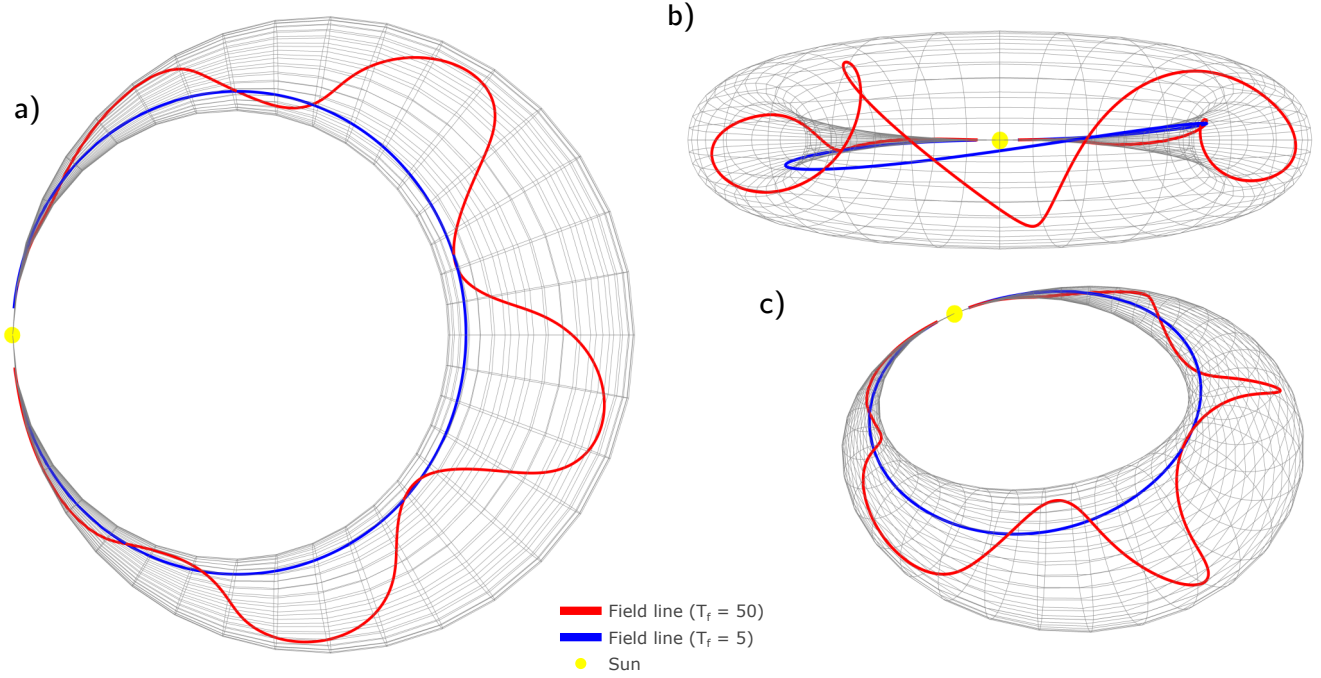 a)
b)
c)
Field line (T_f = 50)
Field line (T_f = 5)
Sun